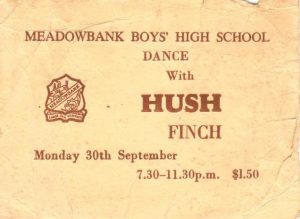 MEADOWBANK BOYS' HIGH SCHOOL
DANCE
With
HUSH
FINCH
Monday 30th September
7.30-11.30p.m. $1.50